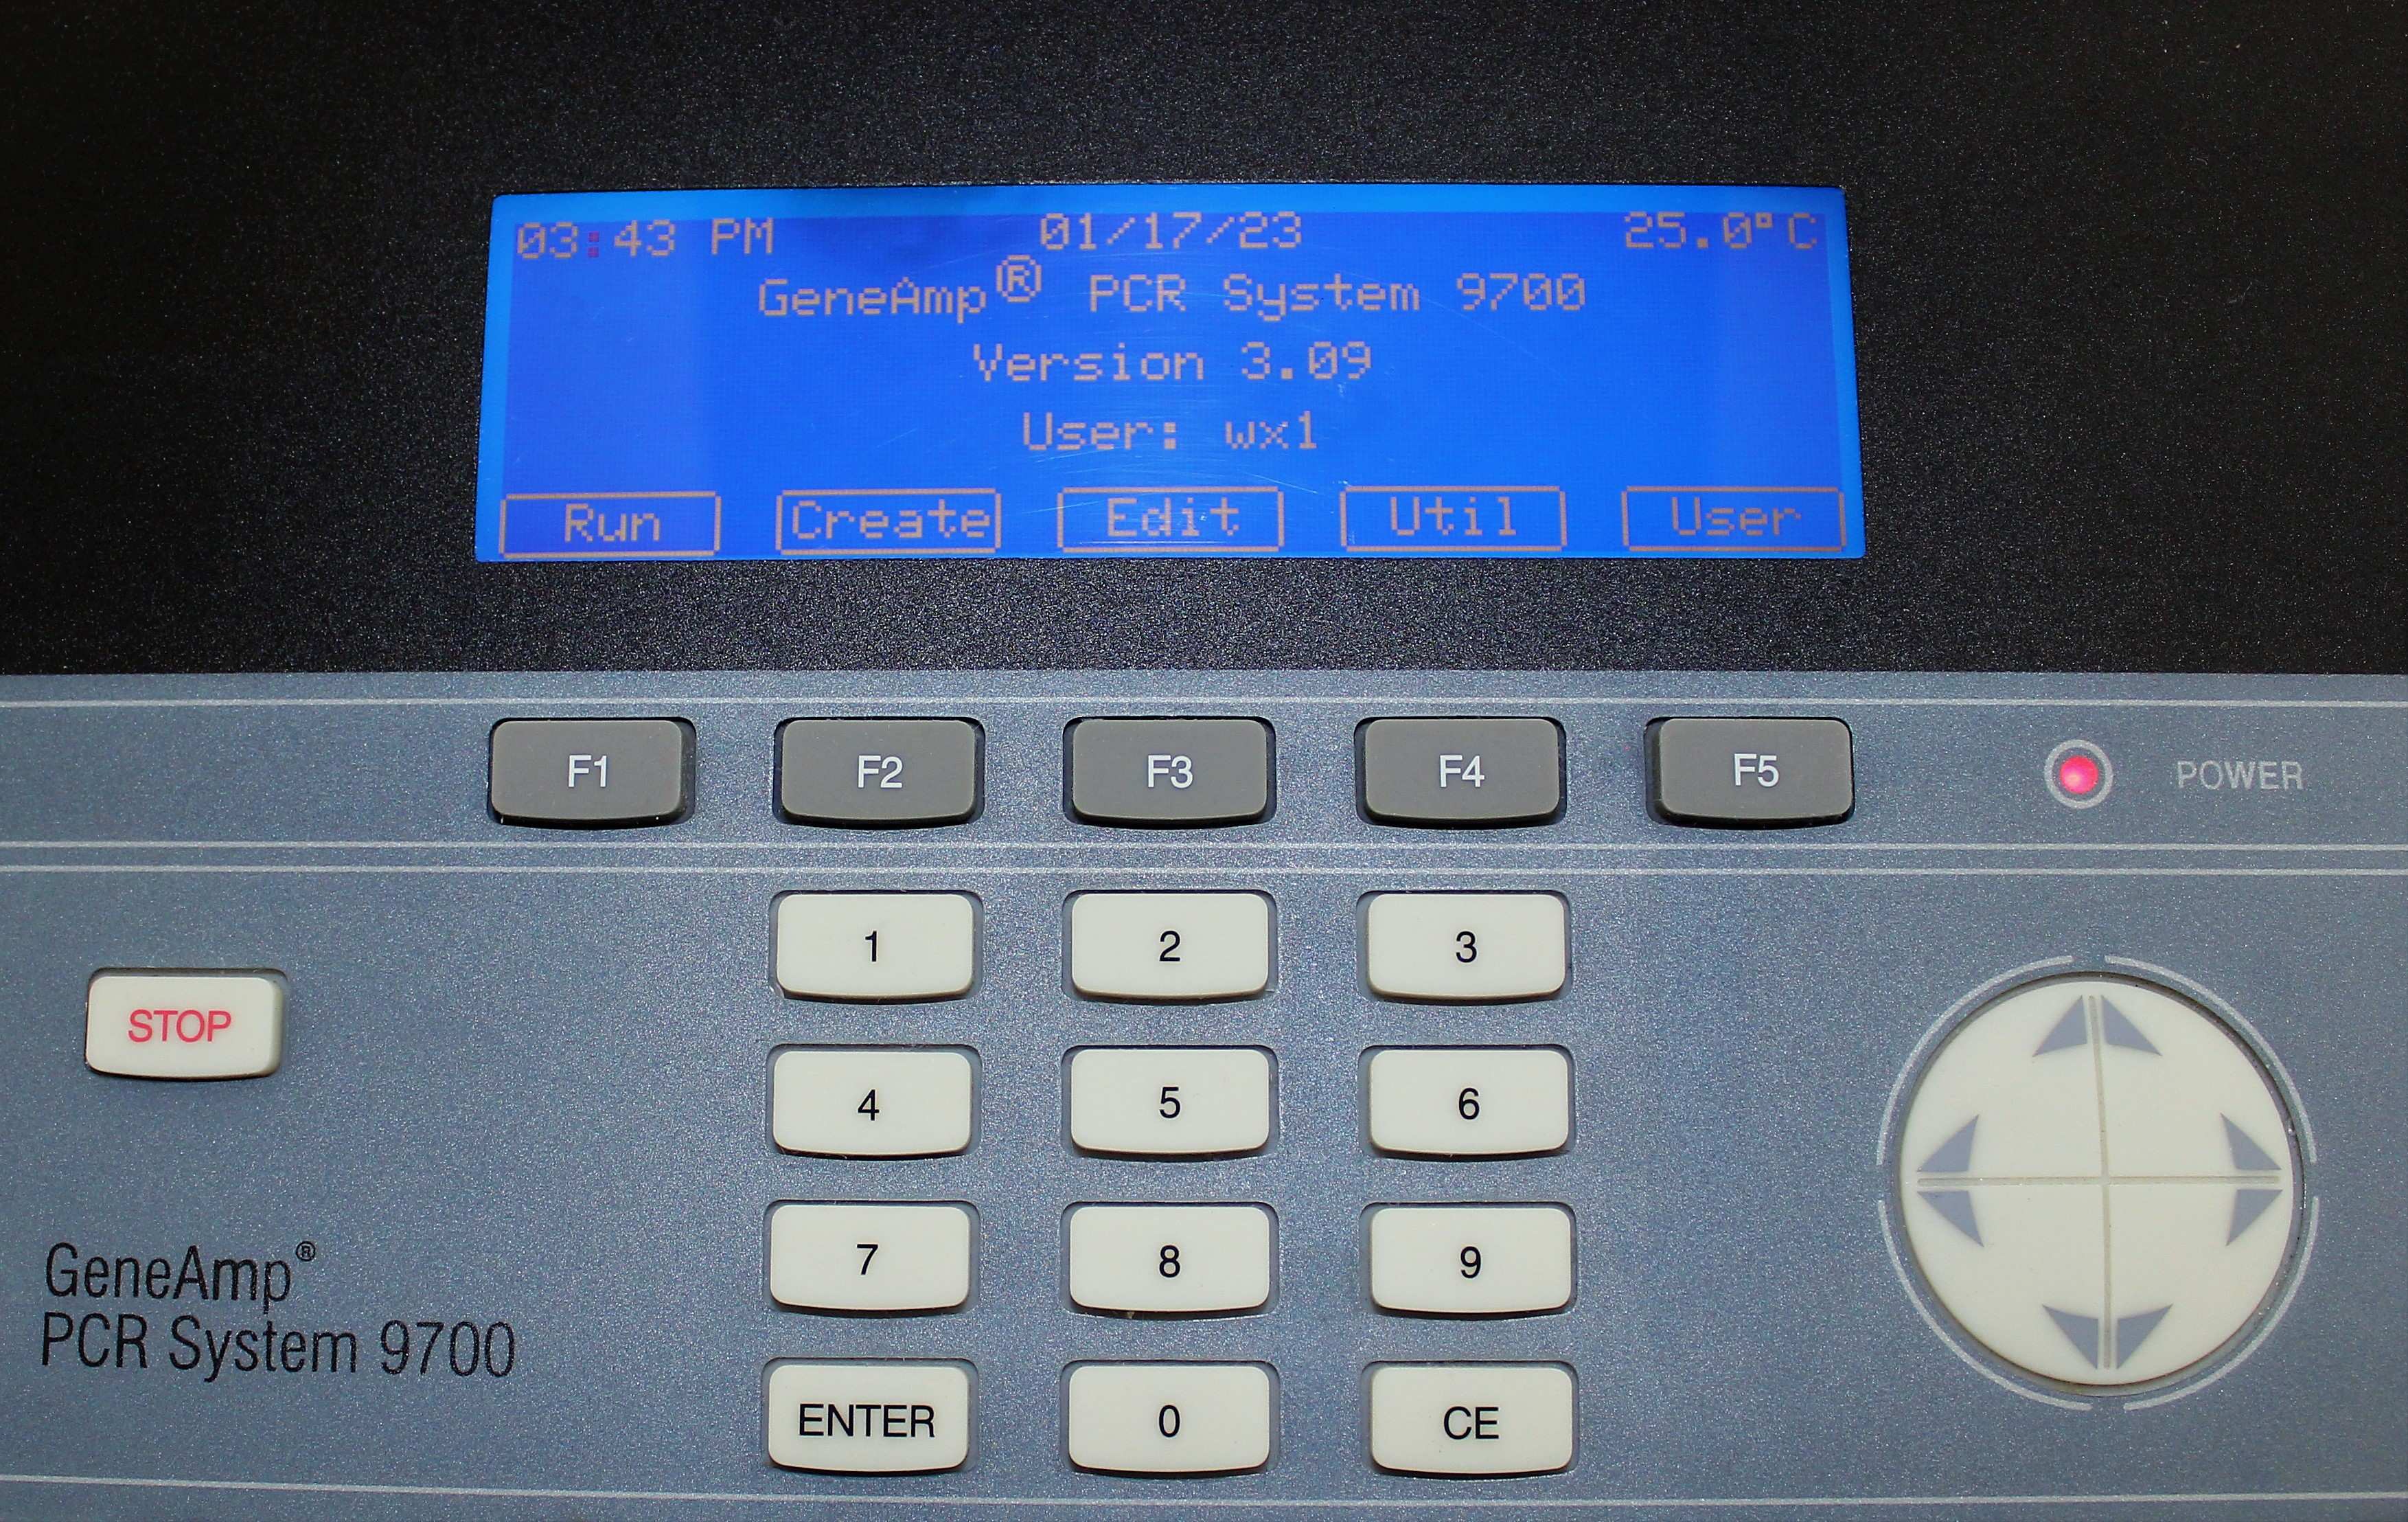 03:43 PM 01/17/23 25.0°C
GeneAmp® PCR System 9700
Version 3.09
User: wx1
Run Create Edit Util User
F1 F2 F3 F4 F5 POWER
1 2 3
STOP
4 5 6
7 8 9
GeneAmp®
PCR System 9700
ENTER 0 CE